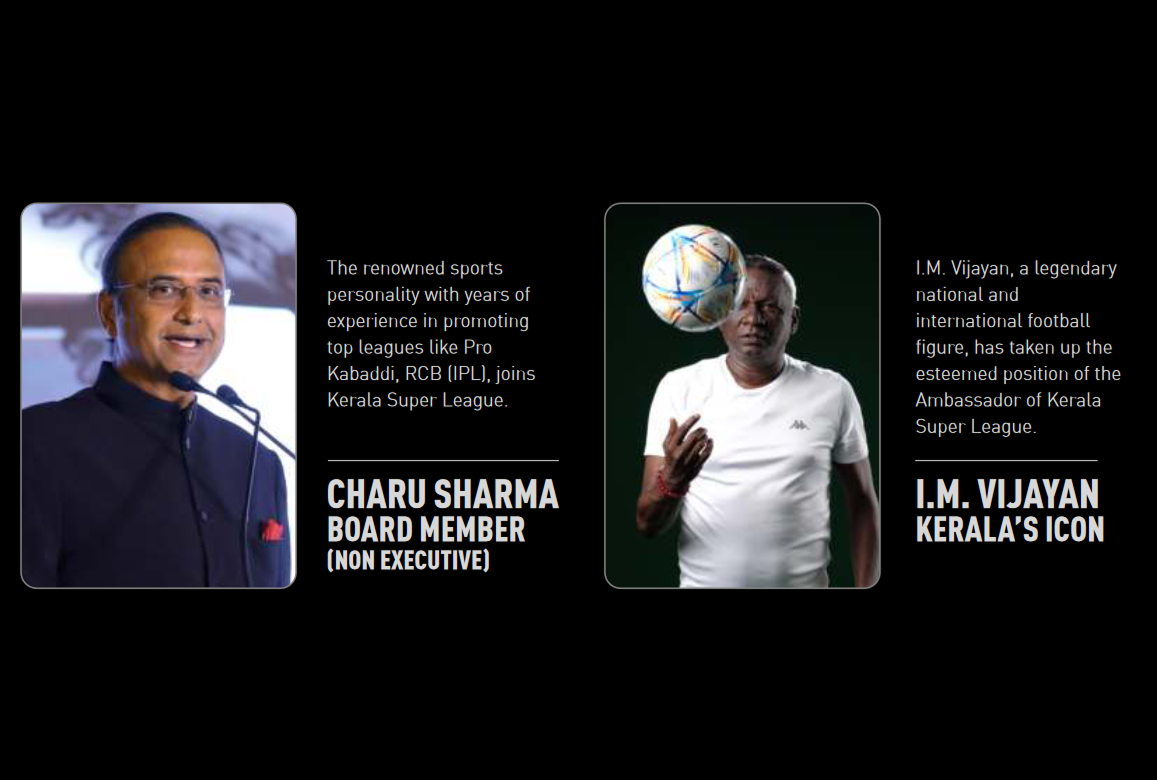 The renowned sports
personality with years of
experience in promoting
top leagues like Pro
Kabaddi, RCB (IPL), joins
Kerala Super League.
CHARU SHARMA
BOARD MEMBER
(NON EXECUTIVE)
I.M. Vijayan, a legendary
national and
international football
figure, has taken up the
esteemed position of the
Ambassador of Kerala
Super League.
I.M. VIJAYAN
KERALA’S ICON